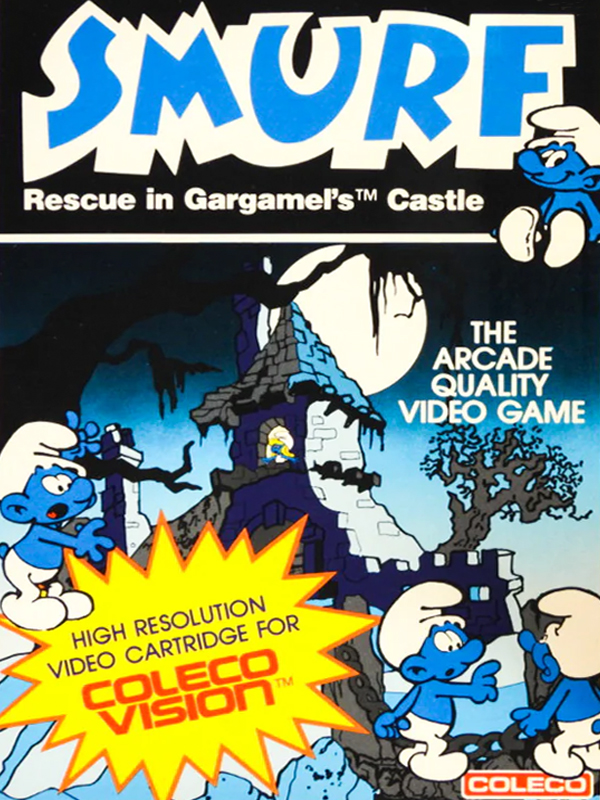 SMURF
Rescue in Gargamel's™ Castle
THE
ARCADE
QUALITY
VIDEO GAME
HIGH RESOLUTION
VIDEO CARTRIDGE FOR
COLECO
VISION™
COLECO